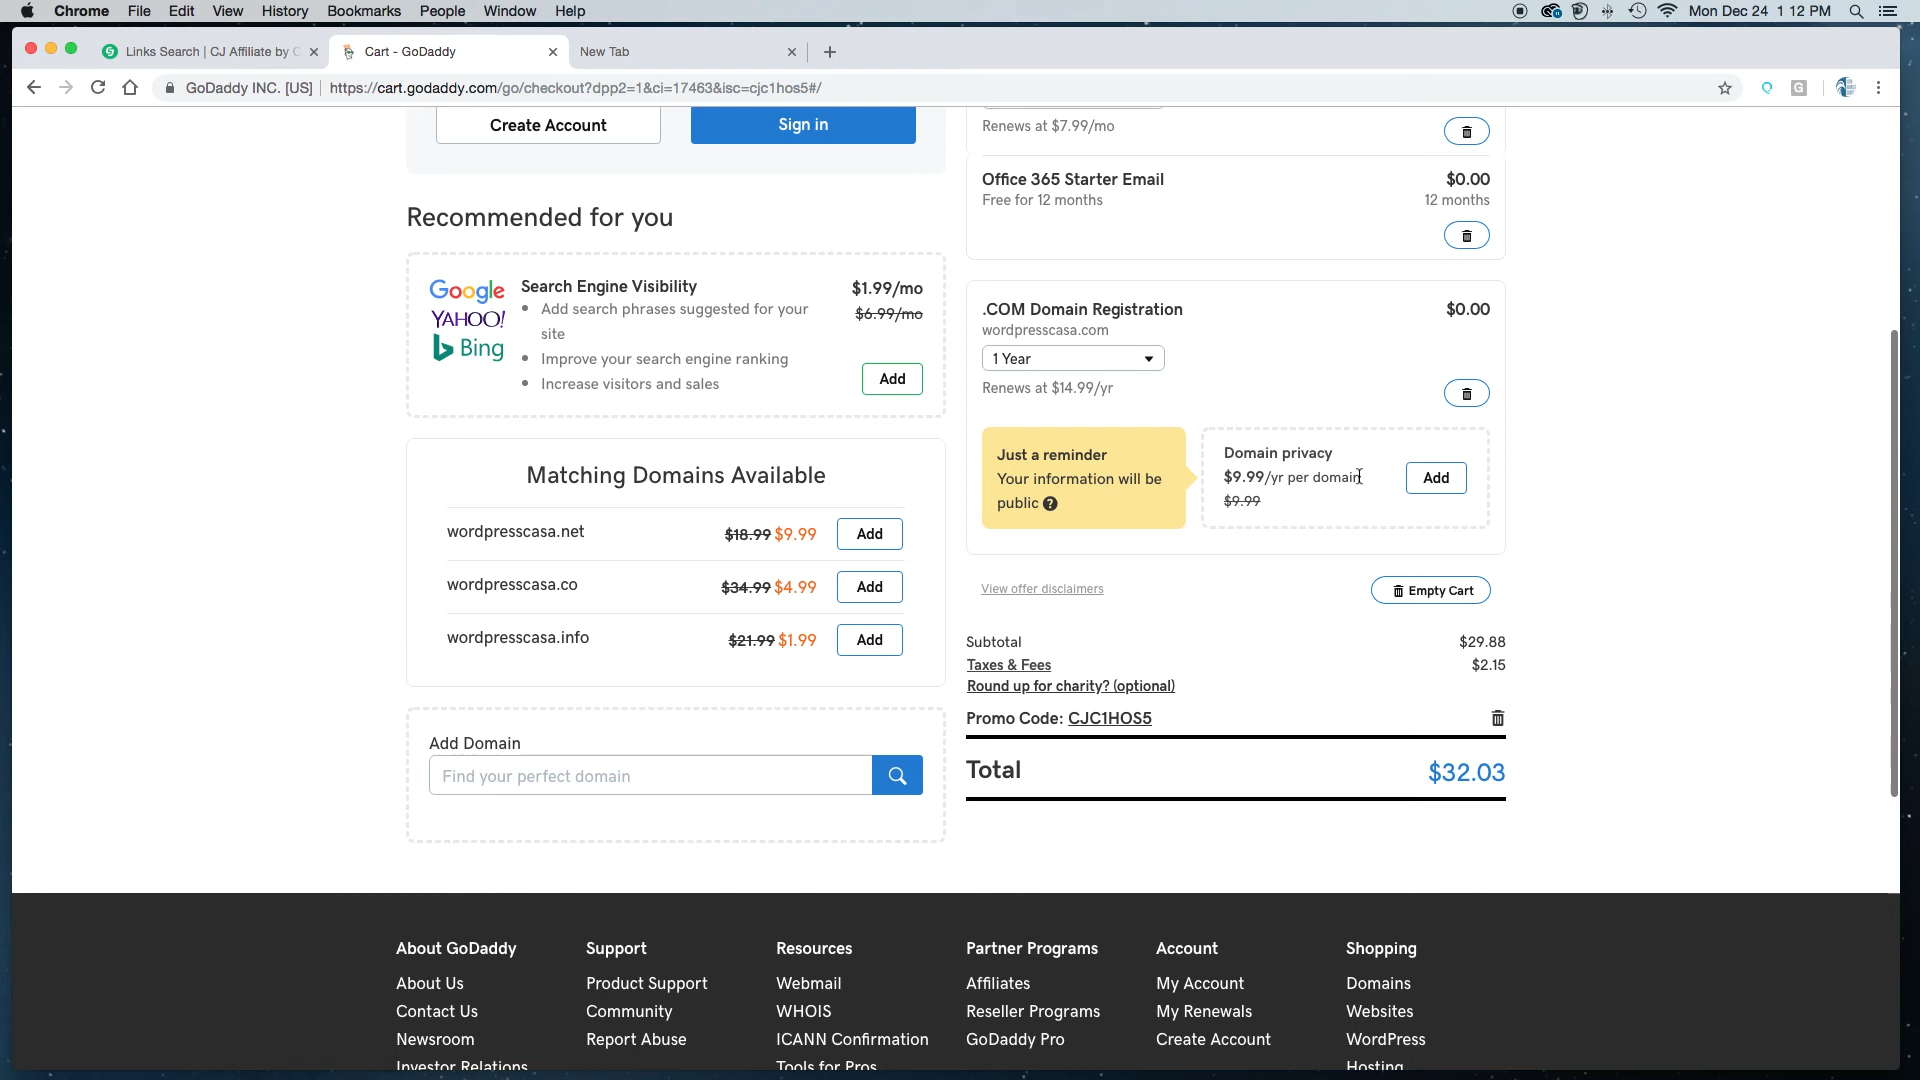 Chrome File Edit View History Bookmarks People Window Help
Mon Dec 24 1 12 PM
Links Search | CJ Affiliate by C
Cart - GoDaddy
New Tab
GoDaddy INC. [US]
https://cart.godaddy.com/go/checkout?dpp2=1&ci=17463&isc=cjc1hos5#/
Create Account
Sign in
Recommended for you
Google
YAHOO!
Bing
Search Engine Visibility
Add search phrases suggested for your
site
Improve your search engine ranking
Increase visitors and sales
$1.99/mo
$6.99/mo
Add
Matching Domains Available
wordpresscasa.net $18.99 $9.99 Add
wordpresscasa.co $34.99 $4.99 Add
wordpresscasa.info $21.99 $1.99 Add
Add Domain
Find your perfect domain
Renews at $7.99/mo
Office 365 Starter Email $0.00
Free for 12 months 12 months
.COM Domain Registration $0.00
wordpresscasa.com
1 Year
Renews at $14.99/yr
Just a reminder
Your information will be
public ?
Domain privacy
$9.99/yr per domain
$9.99
Add
View offer disclaimers
Empty Cart
Subtotal $29.88
Taxes & Fees $2.15
Round up for charity? (optional)
Promo Code: CJC1HOS5
Total $32.03
About GoDaddy
About Us
Contact Us
Newsroom
Investor Relations
Support
Product Support
Community
Report Abuse
Resources
Webmail
WHOIS
ICANN Confirmation
Tools for Pros
Partner Programs
Affiliates
Reseller Programs
GoDaddy Pro
Account
My Account
My Renewals
Create Account
Shopping
Domains
Websites
WordPress
Hosting